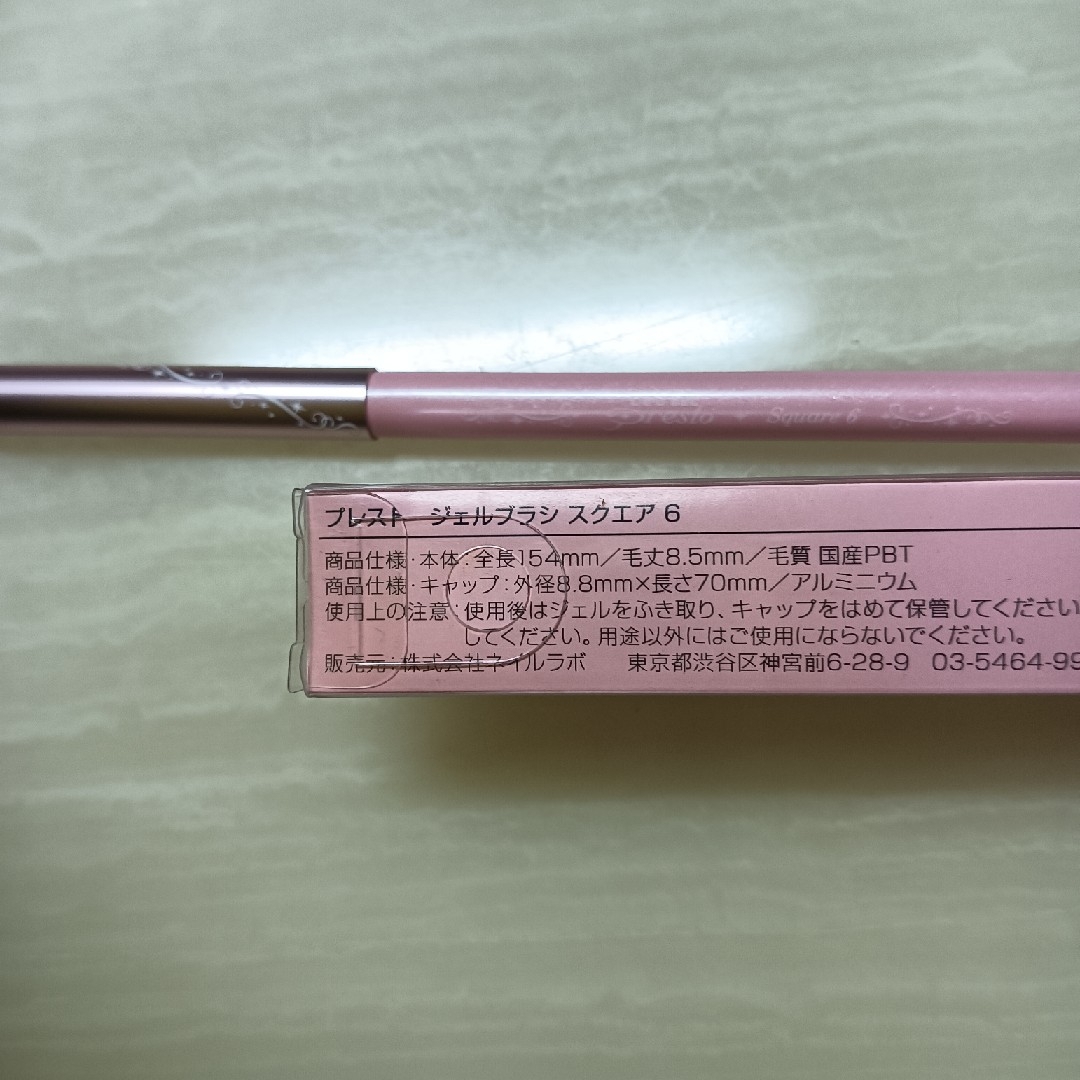 Presto Square 6
プレスト ジェルブラシ スクエア 6
商品仕様・本体：全長154mm／毛丈8.5mm／毛質 国産PBT
商品仕様・キャップ：外径8.8mm×長さ70mm／アルミニウム
使用上の注意：使用後はジェルをふき取り、キャップをはめて保管してください
してください。用途以外にはご使用にならないでください。
販売元：株式会社ネイルラボ 東京都渋谷区神宮前6-28-9 03-5464-99